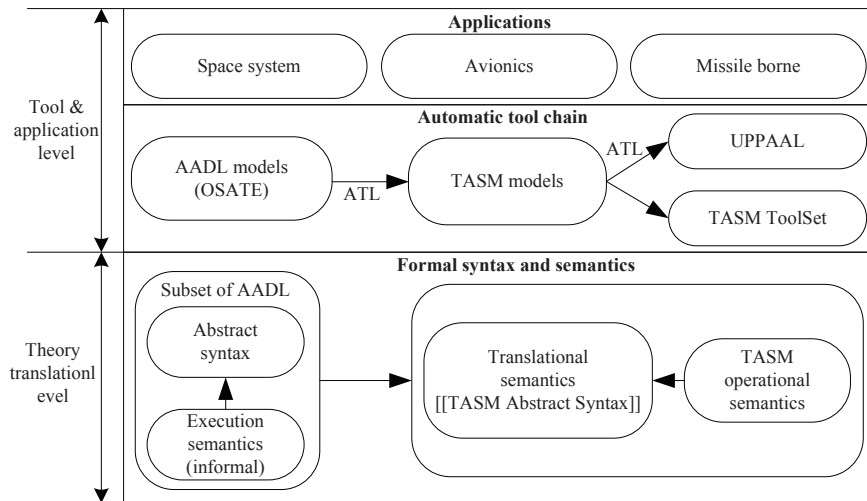 Applications
Space system
Avionics
Missile borne
Tool &
application
level
Automatic tool chain
AADL models
(OSATE)
ATL
TASM models
ATL
UPPAAL
TASM ToolSet
Formal syntax and semantics
Theory
translationl
evel
Subset of AADL
Abstract
syntax
Execution
semantics
(informal)
Translational
semantics
[[TASM Abstract Syntax]]
TASM
operational
semantics